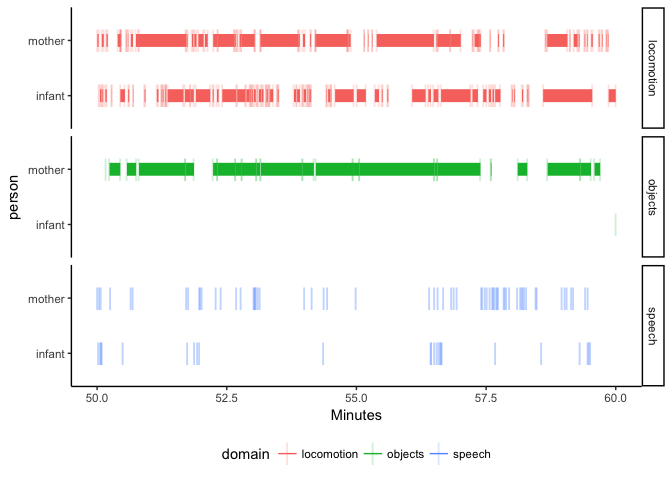 mother
infant
locomotion
mother
infant
objects
mother
infant
speech
person
50.0 52.5 55.0 57.5 60.0
Minutes
domain locomotion objects speech